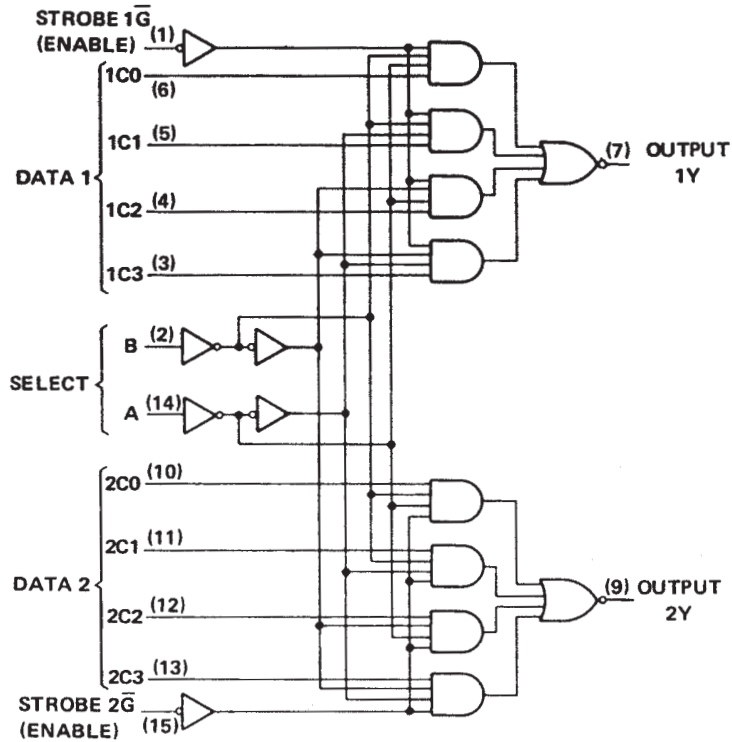 STROBE 1G̅ (1)
(ENABLE)
1C0
(6)
1C1 (5)
DATA 1
1C2 (4)
1C3 (3)
(7) OUTPUT
1Y
B (2)
SELECT
A (14)
2C0 (10)
2C1 (11)
DATA 2
2C2 (12)
2C3 (13)
(9) OUTPUT
2Y
STROBE 2G̅
(ENABLE) (15)